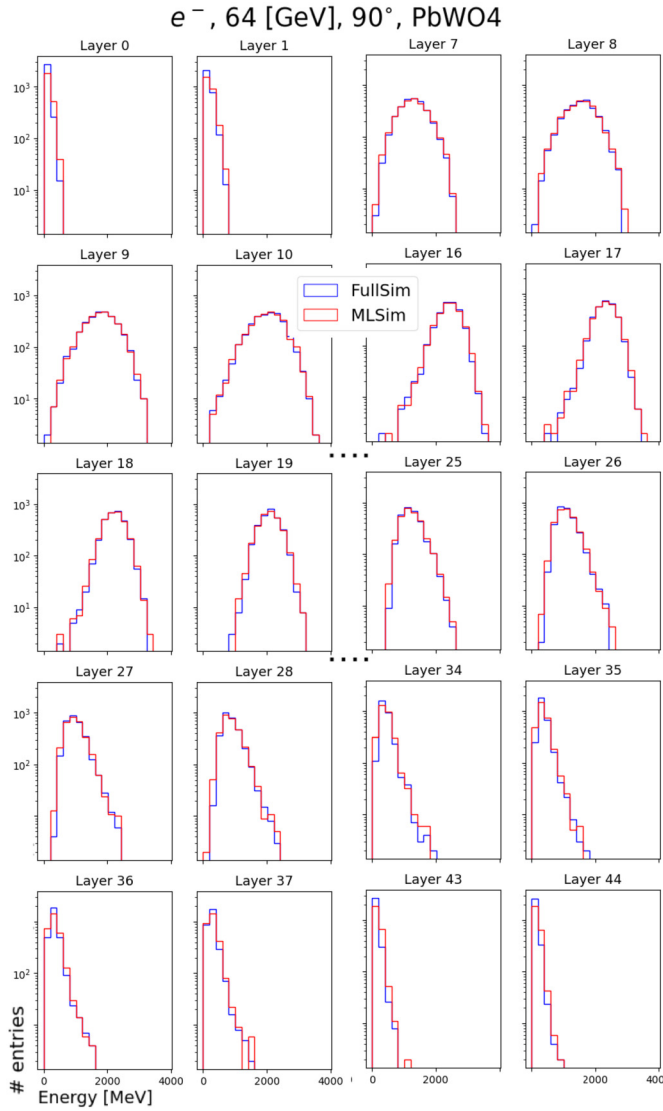 e⁻, 64 [GeV], 90°, PbWO4
Layer 0
Layer 1
Layer 7
Layer 8
10³
10²
10¹
Layer 9
Layer 10
Layer 16
Layer 17
FullSim
MLSim
10³
10²
10¹
....
Layer 18
Layer 19
Layer 25
Layer 26
10³
10²
10¹
....
Layer 27
Layer 28
Layer 34
Layer 35
10³
10²
10¹
Layer 36
Layer 37
Layer 43
Layer 44
10²
# entries
0 2000 4000 0 2000 4000 0 2000 0 2000 400
Energy [MeV]